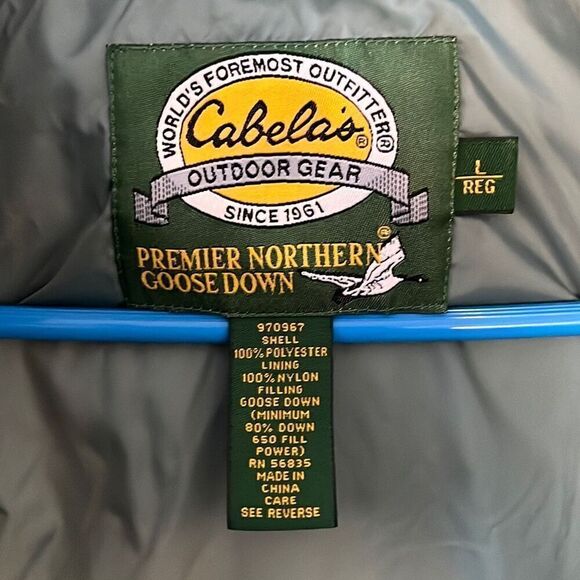 WORLD'S FOREMOST OUTFITTER®
Cabela's®
OUTDOOR GEAR
SINCE 1961
PREMIER NORTHERN®
GOOSE DOWN
L
REG
970967
SHELL
100% POLYESTER
LINING
100% NYLON
FILLING
GOOSE DOWN
(MINIMUM
80% DOWN
650 FILL
POWER)
RN 56835
MADE IN
CHINA
CARE
SEE REVERSE